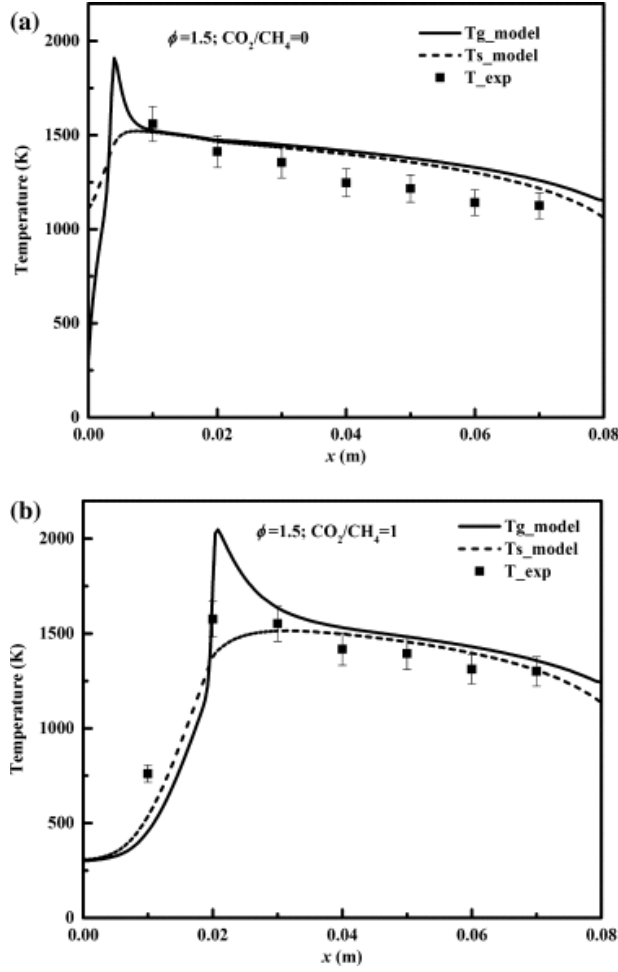 (a)
ϕ=1.5; CO₂/CH₄=0
Tg_model
Ts_model
T_exp
2000
1500
1000
500
0
Temperature (K)
0.00 0.02 0.04 0.06 0.08
x (m)
(b)
ϕ=1.5; CO₂/CH₄=1
Tg_model
Ts_model
T_exp
2000
1500
1000
500
0
Temperature (K)
0.00 0.02 0.04 0.06 0.08
x (m)